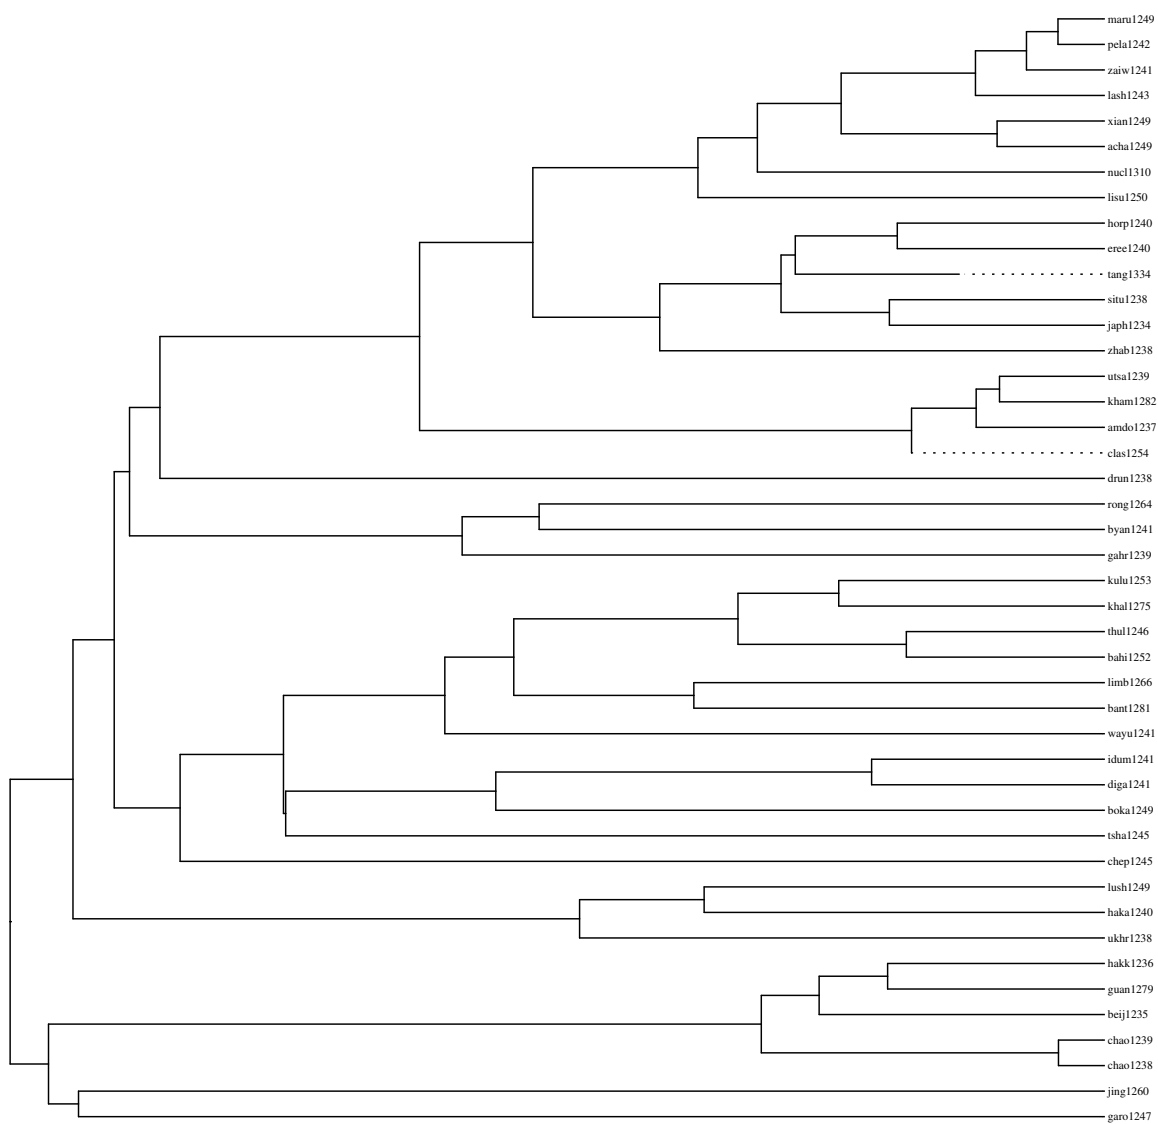 maru1249
pela1242
zaiw1241
lash1243
xian1249
acha1249
nucl1310
lisu1250
horp1240
eree1240
tang1334
situ1238
japh1234
zhab1238
utsa1239
kham1282
amdo1237
clas1254
drun1238
rong1264
byan1241
gahr1239
kulu1253
khal1275
thul1246
bahi1252
limb1266
bant1281
wayu1241
idum1241
diga1241
boka1249
tsha1245
chep1245
lush1249
haka1240
ukhr1238
hakk1236
guan1279
beij1235
chao1239
chao1238
jing1260
garo1247